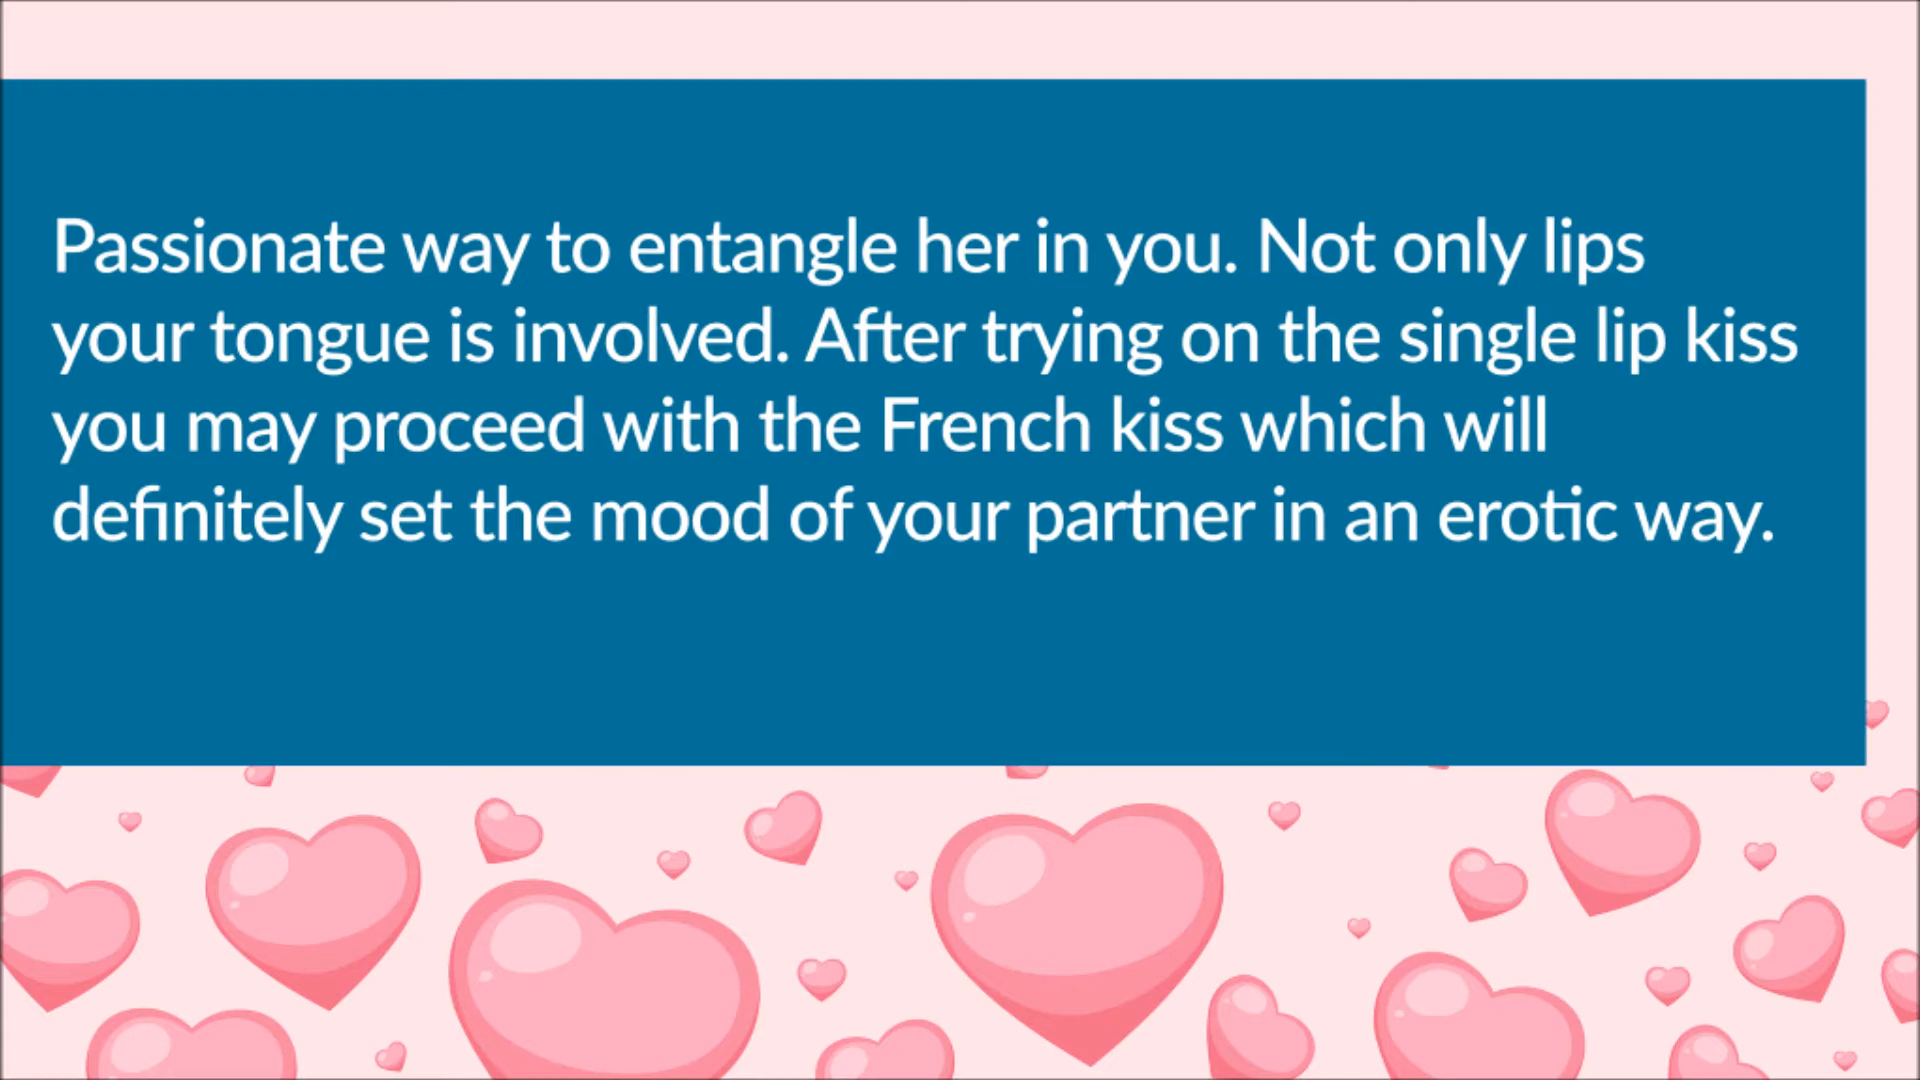 Passionate way to entangle her in you. Not only lips
your tongue is involved. After trying on the single lip kiss
you may proceed with the French kiss which will
definitely set the mood of your partner in an erotic way.